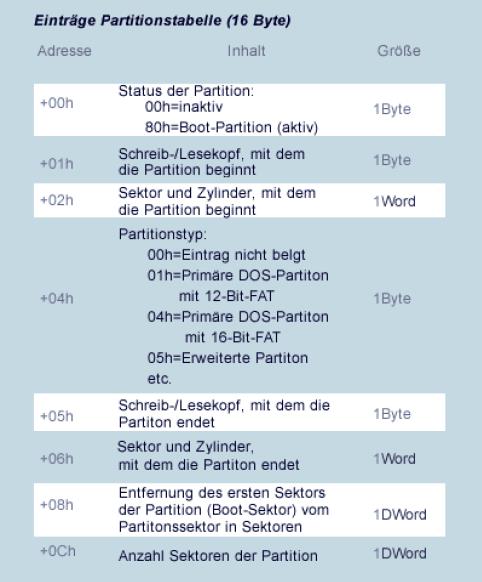 Einträge Partitionstabelle (16 Byte)
Adresse Inhalt Größe
+00h Status der Partition: 1Byte
00h=inaktiv
80h=Boot-Partition (aktiv)
+01h Schreib-/Lesekopf, mit dem 1Byte
die Partition beginnt
+02h Sektor und Zylinder, mit dem 1Word
die Partition beginnt
Partitionstyp:
00h=Eintrag nicht belgt
01h=Primäre DOS-Partiton
mit 12-Bit-FAT
+04h 04h=Primäre DOS-Partiton 1Byte
mit 16-Bit-FAT
05h=Erweiterte Partiton
etc.
+05h Schreib-/Lesekopf, mit dem die 1Byte
Partiton endet
+06h Sektor und Zylinder, 1Word
mit dem die Partiton endet
+08h Entfernung des ersten Sektors
der Partition (Boot-Sektor) vom 1DWord
Partitonssektor in Sektoren
+0Ch Anzahl Sektoren der Partition 1DWord